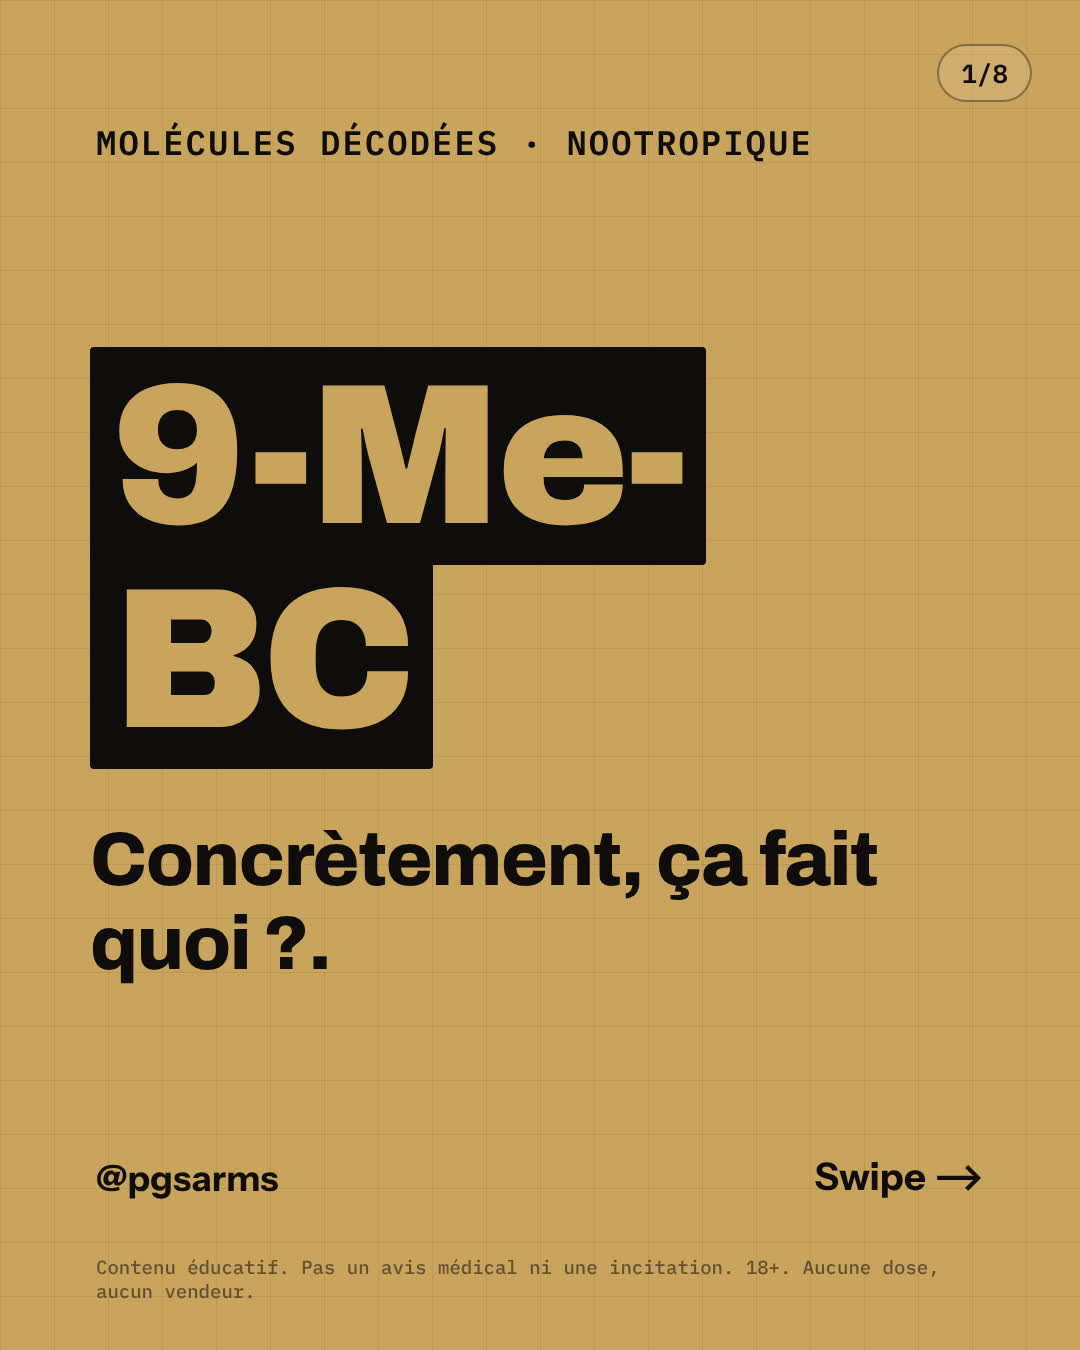 1/8
MOLÉCULES DÉCODÉES · NOOTROPIQUE
9-Me-
BC
Concrètement, ça fait
quoi ?.
@pgsarms
Swipe →
Contenu éducatif. Pas un avis médical ni une incitation. 18+. Aucune dose,
aucun vendeur.